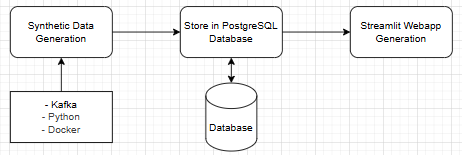 Synthetic Data
Generation
Store in PostgreSQL
Database
Streamlit Webapp
Generation
- Kafka
- Python
- Docker
Database